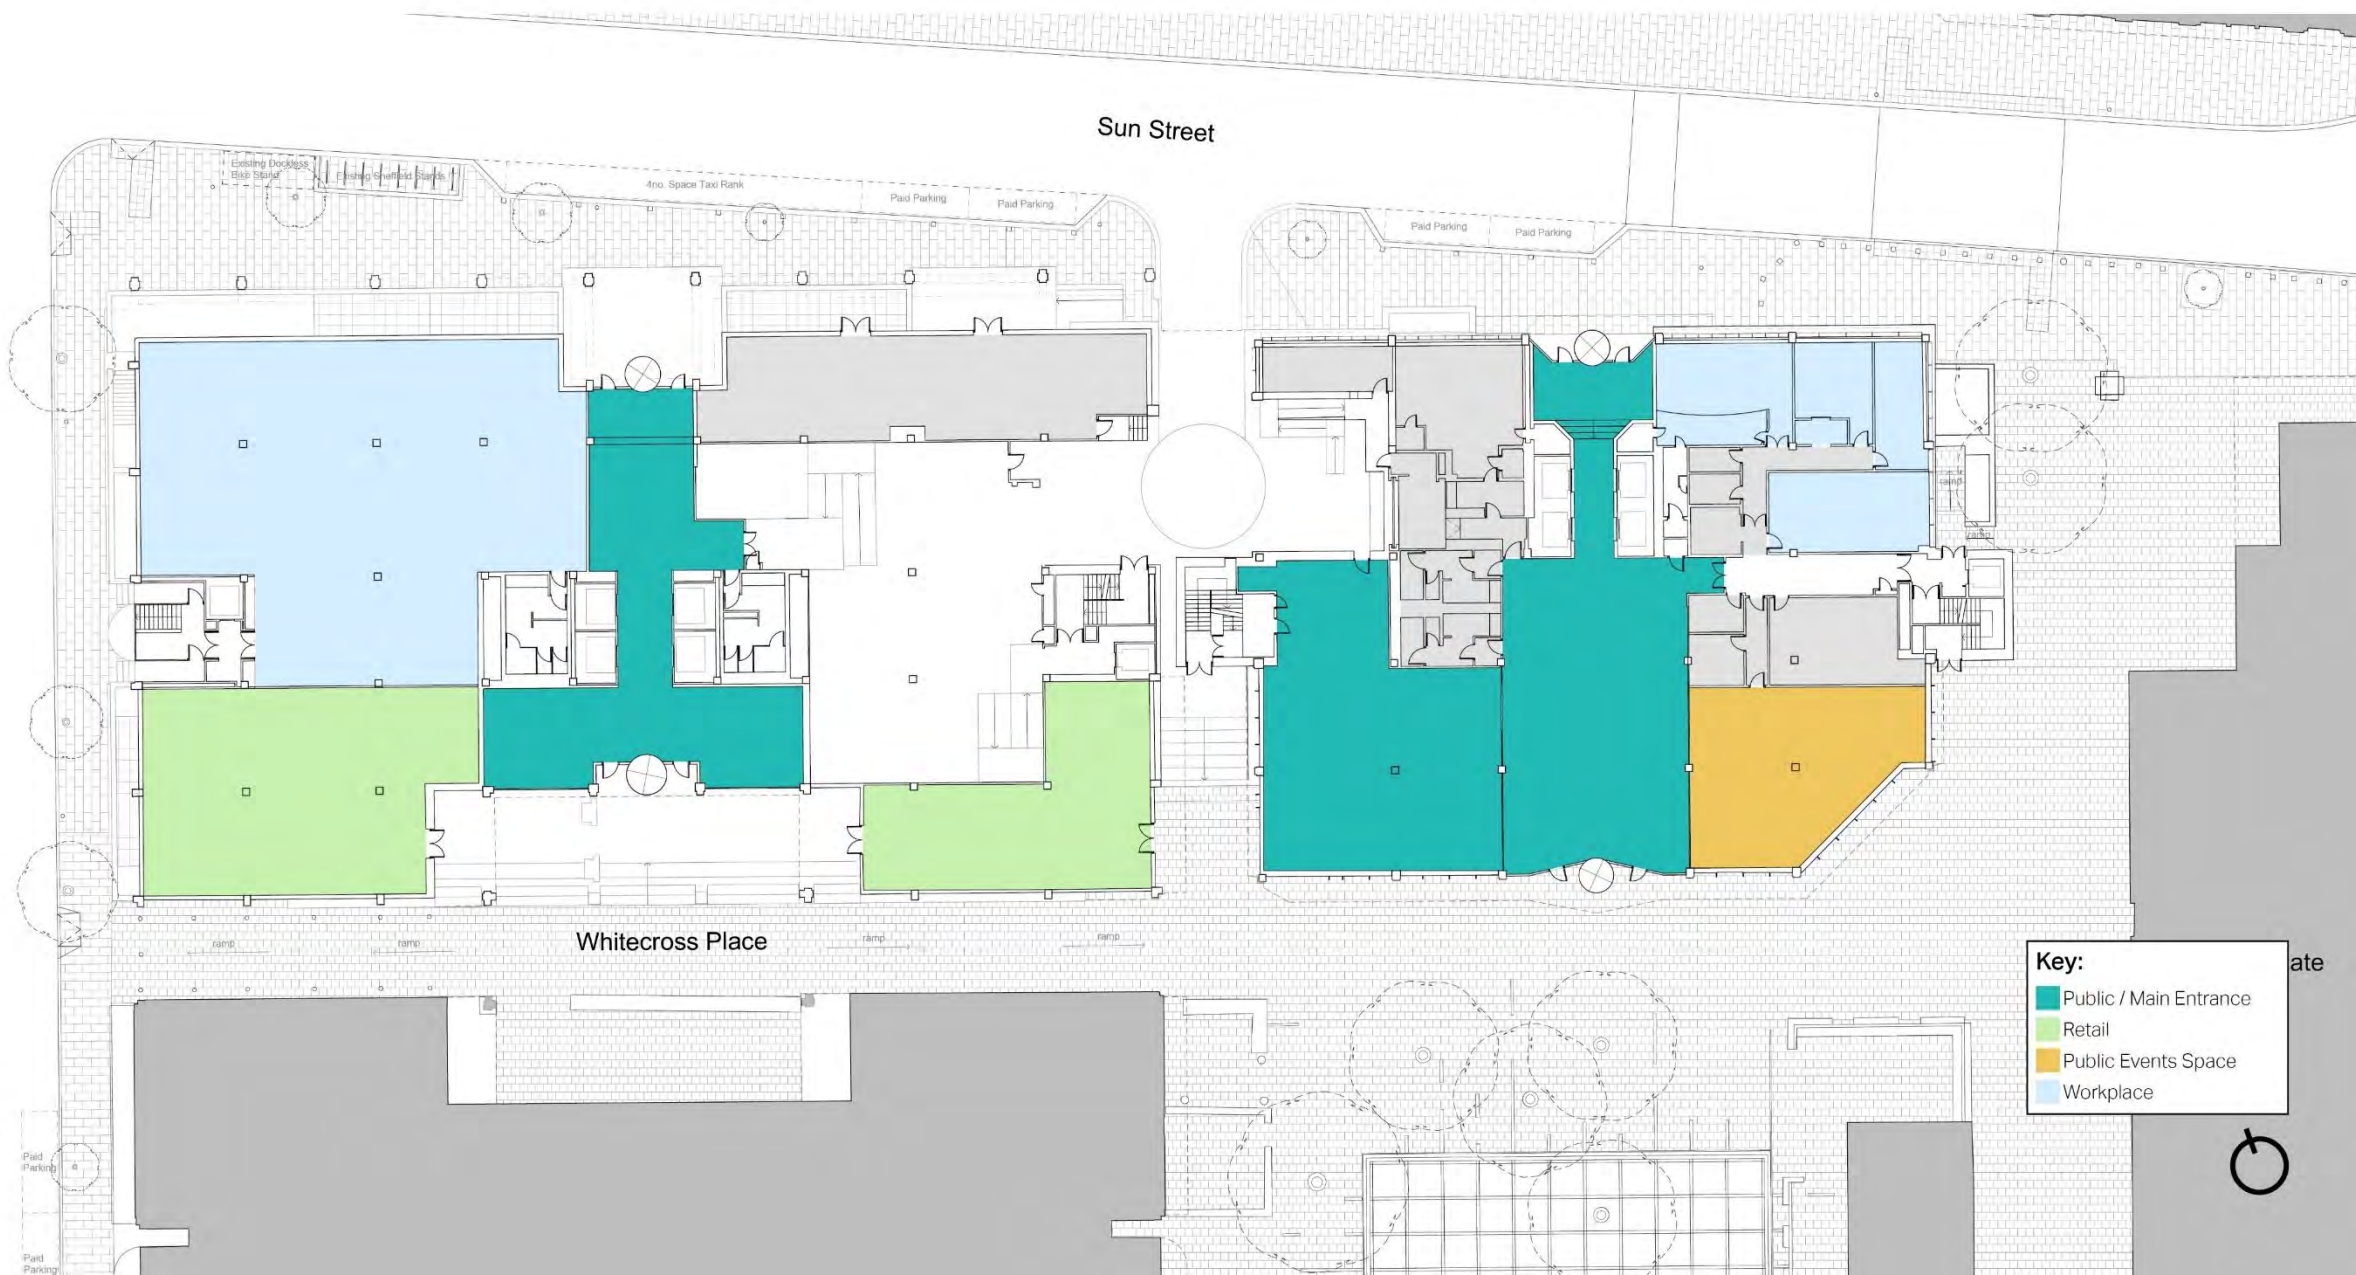 Sun Street
Existing Dockless
Bike Stand
Existing Sheffield Stands
4no. Space Taxi Rank
Paid Parking
Paid Parking
Paid Parking
Paid Parking
ramp
ramp
Whitecross Place
ramp
ramp
ramp
ramp
Key:
ate
Public / Main Entrance
Retail
Public Events Space
Workplace
Paid
Parking
Paid
Parking